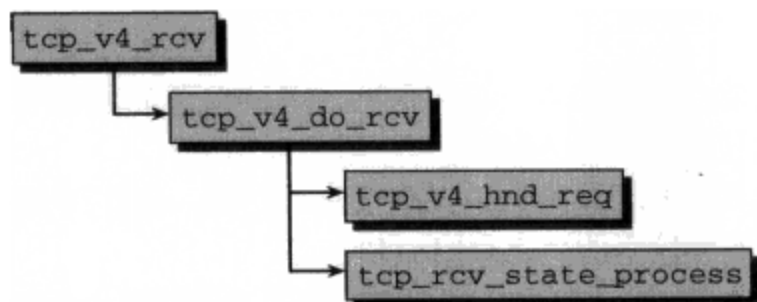 tcp_v4_rcv
tcp_v4_do_rcv
tcp_v4_hnd_req
tcp_rcv_state_process